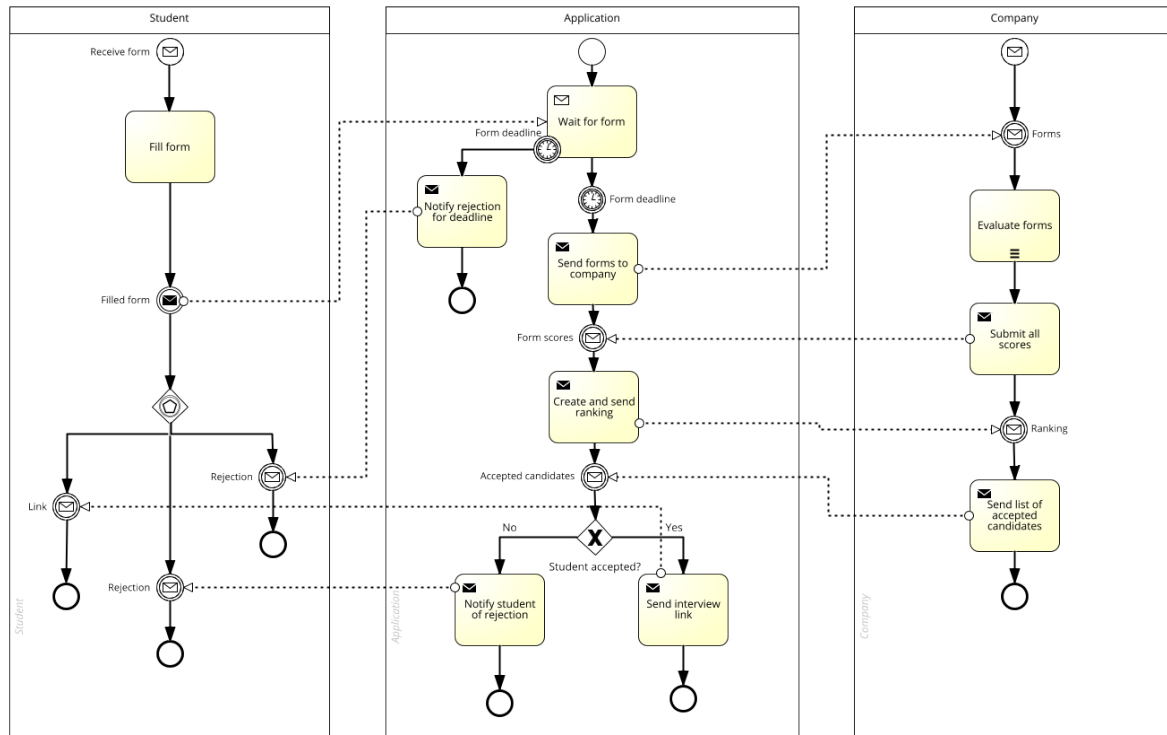 Student
Application
Company
Receive form
Fill form
Filled form
Link
Rejection
Rejection
Student
Wait for form
Form deadline
Notify rejection
for deadline
Form deadline
Send forms to
company
Form scores
Create and send
ranking
Accepted candidates
No
Yes
Student accepted?
Notify student
of rejection
Send interview
link
Application
Forms
Evaluate forms
Submit all
scores
Ranking
Send list of
accepted
candidates
Company